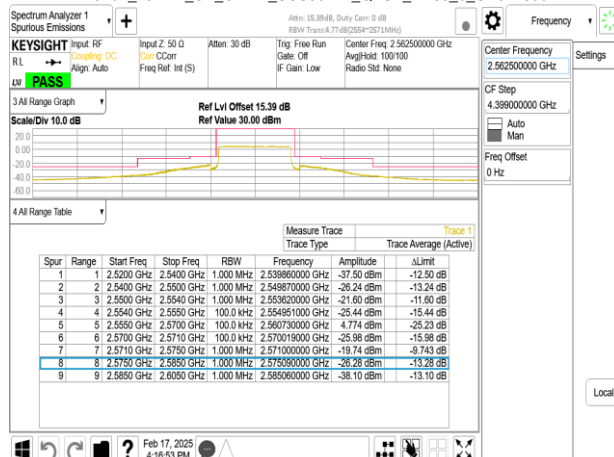 Spectrum Analyzer 1
Spurious Emissions
+
Attn: 15.39dB, Duty Corr: 0 dB
RBW Trans:4.77dB(2554~2571MHz)
Frequency
Settings
KEYSIGHT
RL
LXI
PASS
Input: RF
Coupling: DC
Align: Auto
Input Z: 50 Ω
Corr CCorr
Freq Ref: Int (S)
Atten: 30 dB
Trig: Free Run
Gate: Off
IF Gain: Low
Center Freq: 2.562500000 GHz
Avg|Hold: 100/100
Radio Std: None
Center Frequency
2.562500000 GHz
CF Step
4.399000000 GHz
Auto
Man
Freq Offset
0 Hz
3 All Range Graph
Scale/Div 10.0 dB
Ref Lvl Offset 15.39 dB
Ref Value 30.00 dBm
20.0
0.00
-20.0
-40.0
-60.0
4 All Range Table
Measure Trace Trace 1
Trace Type Trace Average (Active)
Spur Range Start Freq Stop Freq RBW Frequency Amplitude ΔLimit
1 1 2.5200 GHz 2.5400 GHz 1.000 MHz 2.539860000 GHz -37.50 dBm -12.50 dB
2 2 2.5400 GHz 2.5500 GHz 1.000 MHz 2.549870000 GHz -26.24 dBm -13.24 dB
3 3 2.5500 GHz 2.5540 GHz 1.000 MHz 2.553620000 GHz -21.60 dBm -11.60 dB
4 4 2.5540 GHz 2.5550 GHz 100.0 kHz 2.554951000 GHz -25.44 dBm -15.44 dB
5 5 2.5550 GHz 2.5700 GHz 100.0 kHz 2.560730000 GHz 4.774 dBm -25.23 dB
6 6 2.5700 GHz 2.5710 GHz 100.0 kHz 2.570019000 GHz -25.98 dBm -15.98 dB
7 7 2.5710 GHz 2.5750 GHz 1.000 MHz 2.571000000 GHz -19.74 dBm -9.743 dB
8 8 2.5750 GHz 2.5850 GHz 1.000 MHz 2.575090000 GHz -26.28 dBm -13.28 dB
9 9 2.5850 GHz 2.6050 GHz 1.000 MHz 2.585060000 GHz -38.10 dBm -13.10 dB
Local
?
Feb 17, 2025
4:16:53 PM